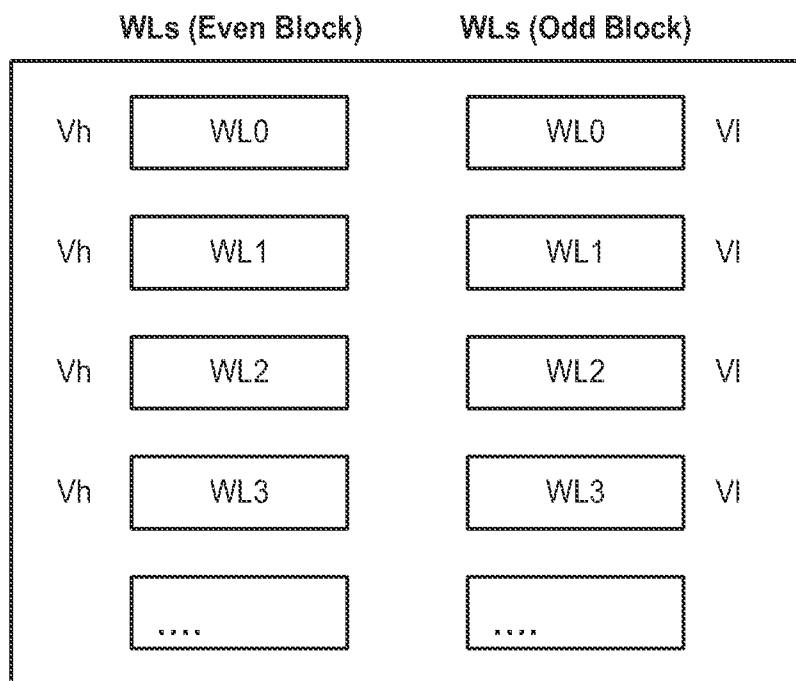 WLs (Even Block) WLs (Odd Block)
Vh WL0 WL0 Vl
Vh WL1 WL1 Vl
Vh WL2 WL2 Vl
Vh WL3 WL3 Vl
.... ....